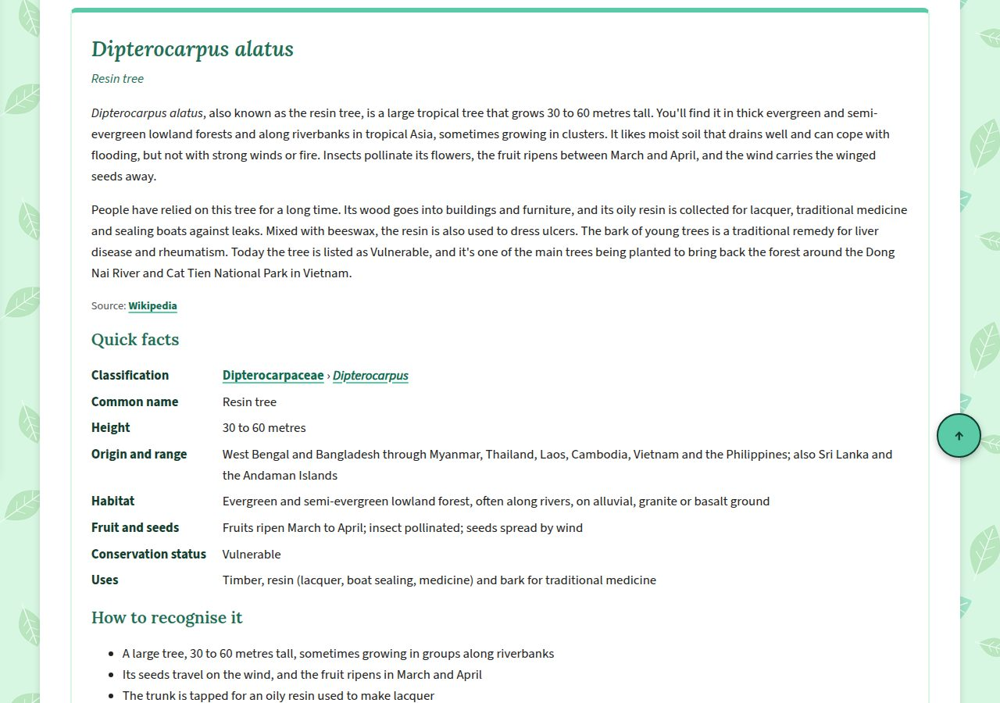 Dipterocarpus alatus
Resin tree
Dipterocarpus alatus, also known as the resin tree, is a large tropical tree that grows 30 to 60 metres tall. You'll find it in thick evergreen and semi-
evergreen lowland forests and along riverbanks in tropical Asia, sometimes growing in clusters. It likes moist soil that drains well and can cope with
flooding, but not with strong winds or fire. Insects pollinate its flowers, the fruit ripens between March and April, and the wind carries the winged
seeds away.
People have relied on this tree for a long time. Its wood goes into buildings and furniture, and its oily resin is collected for lacquer, traditional medicine
and sealing boats against leaks. Mixed with beeswax, the resin is also used to dress ulcers. The bark of young trees is a traditional remedy for liver
disease and rheumatism. Today the tree is listed as Vulnerable, and it's one of the main trees being planted to bring back the forest around the Dong
Nai River and Cat Tien National Park in Vietnam.
Source: Wikipedia
Quick facts
Classification Dipterocarpaceae › Dipterocarpus
Common name Resin tree
Height 30 to 60 metres
Origin and range West Bengal and Bangladesh through Myanmar, Thailand, Laos, Cambodia, Vietnam and the Philippines; also Sri Lanka and
the Andaman Islands
Habitat Evergreen and semi-evergreen lowland forest, often along rivers, on alluvial, granite or basalt ground
Fruit and seeds Fruits ripen March to April; insect pollinated; seeds spread by wind
Conservation status Vulnerable
Uses Timber, resin (lacquer, boat sealing, medicine) and bark for traditional medicine
How to recognise it
• A large tree, 30 to 60 metres tall, sometimes growing in groups along riverbanks
• Its seeds travel on the wind, and the fruit ripens in March and April
• The trunk is tapped for an oily resin used to make lacquer